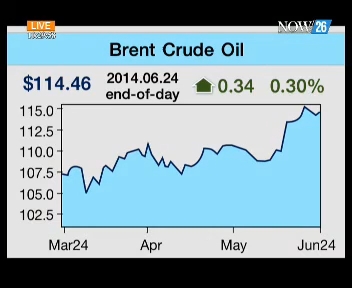 LIVE
NOW 26
Brent Crude Oil
$114.46
2014.06.24
end-of-day
0.34
0.30%
115.0
112.5
110.0
107.5
105.0
102.5
Mar24 Apr May Jun24